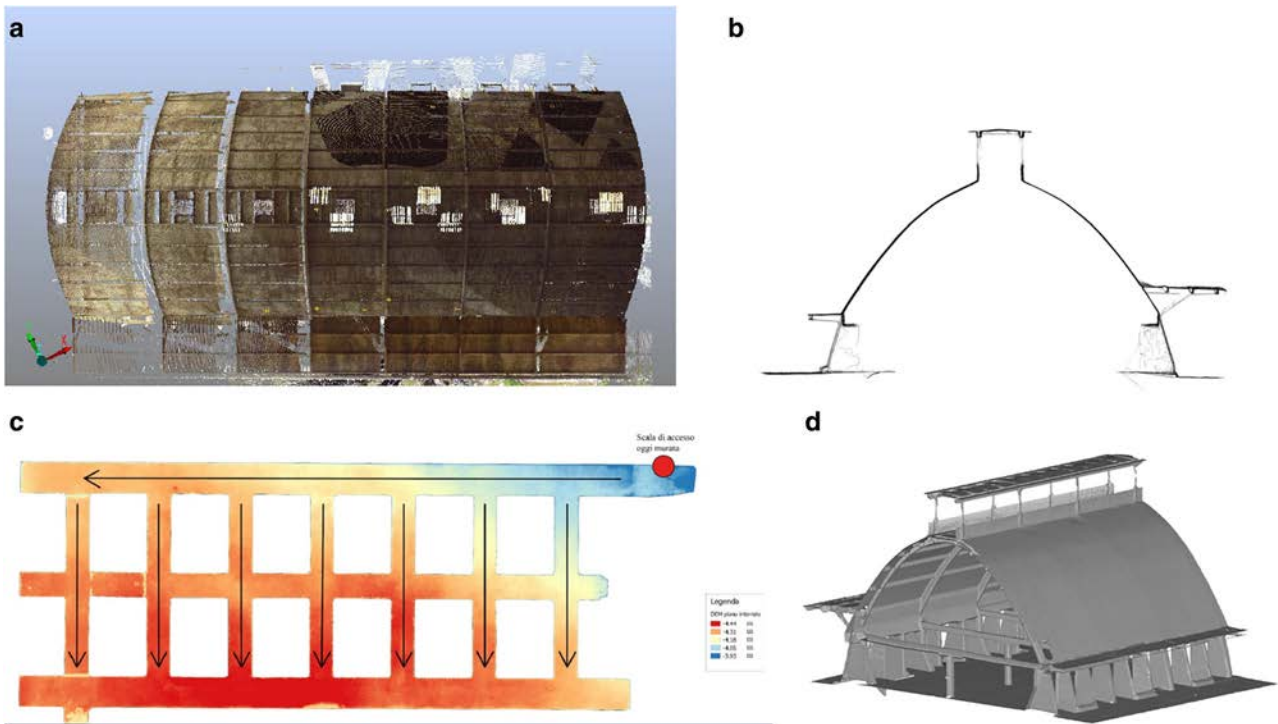 a
b
X
c
Scala di accesso
oggi murata
Legenda
DEM piano interrato
-4.44 m
-4.31 m
-4.18 m
-4.05 m
-3.93 m
d